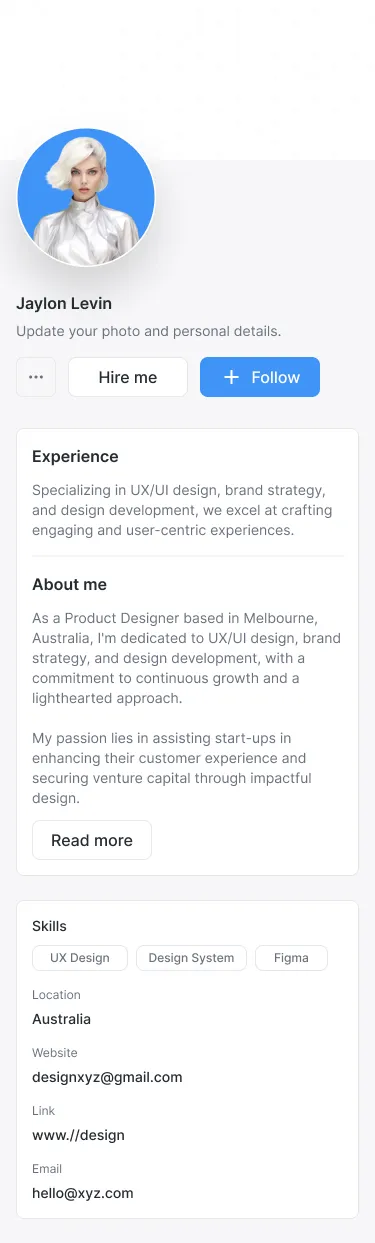 Jaylon Levin
Update your photo and personal details.
Hire me
Follow
Experience
Specializing in UX/UI design, brand strategy,
and design development, we excel at crafting
engaging and user-centric experiences.
About me
As a Product Designer based in Melbourne,
Australia, I'm dedicated to UX/UI design, brand
strategy, and design development, with a
commitment to continuous growth and a
lighthearted approach.
My passion lies in assisting start-ups in
enhancing their customer experience and
securing venture capital through impactful
design.
Read more
Skills
UX Design
Design System
Figma
Location
Australia
Website
designxyz@gmail.com
Link
www.//design
Email
hello@xyz.com